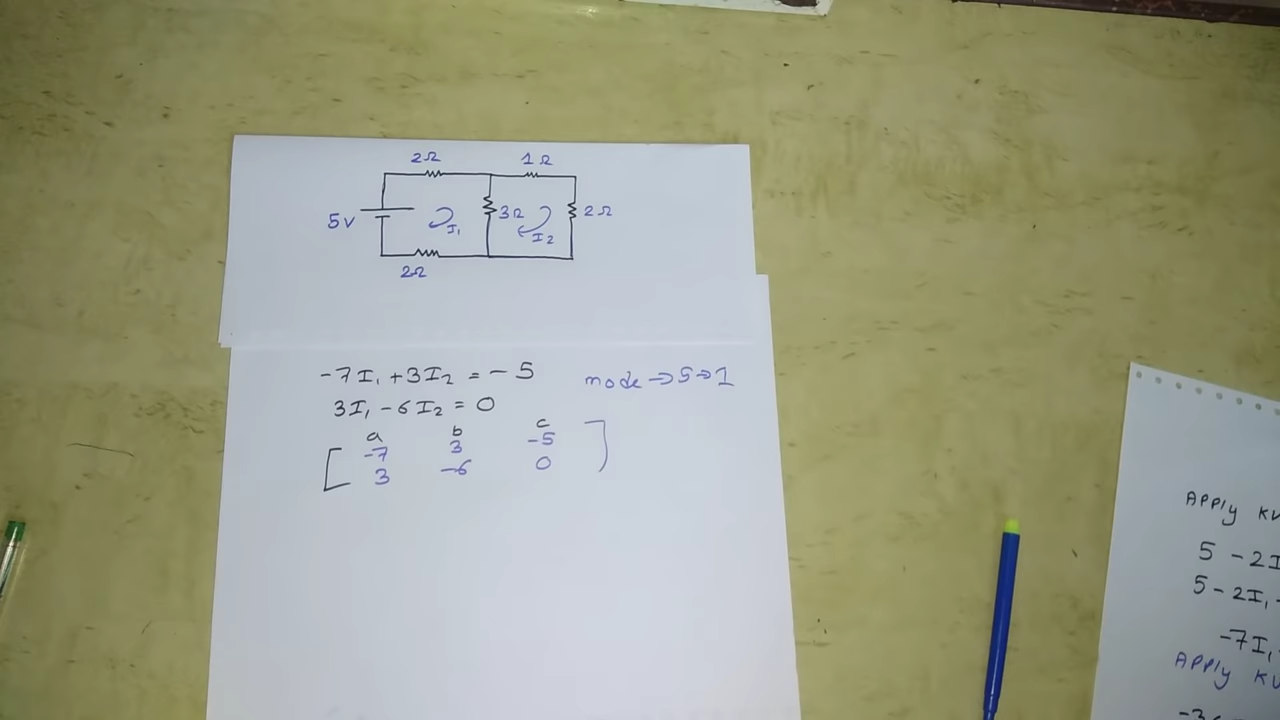 2Ω 1Ω
5V I₁ 3Ω I₂ 2Ω
2Ω
-7I₁ + 3I₂ = -5 mode → 5 → 1
3I₁ - 6I₂ = 0
a b c
-7 3 -5
3 -6 0
APPly
5 - 2I
5 - 2I₁
-7I₁
APPly